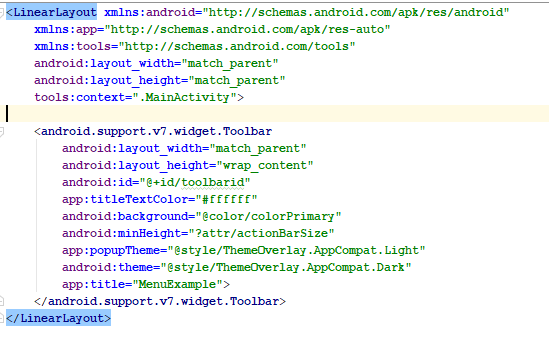 <LinearLayout xmlns:android="http://schemas.android.com/apk/res/android"
    xmlns:app="http://schemas.android.com/apk/res-auto"
    xmlns:tools="http://schemas.android.com/tools"
    android:layout_width="match_parent"
    android:layout_height="match_parent"
    tools:context=".MainActivity">
    <android.support.v7.widget.Toolbar
        android:layout_width="match_parent"
        android:layout_height="wrap_content"
        android:id="@+id/toolbarid"
        app:titleTextColor="#ffffff"
        android:background="@color/colorPrimary"
        android:minHeight="?attr/actionBarSize"
        app:popupTheme="@style/ThemeOverlay.AppCompat.Light"
        android:theme="@style/ThemeOverlay.AppCompat.Dark"
        app:title="MenuExample">
    </android.support.v7.widget.Toolbar>
</LinearLayout>